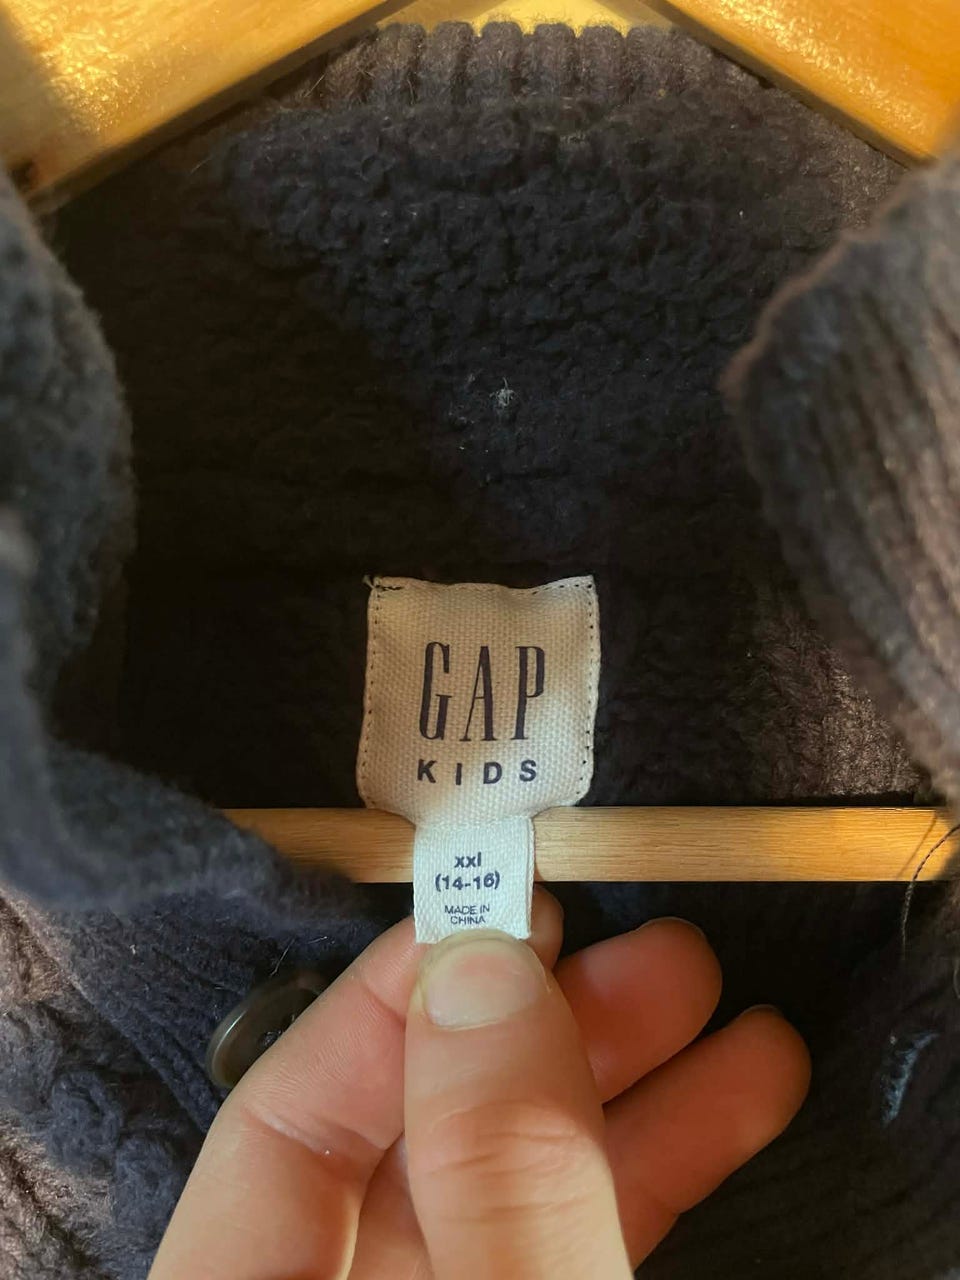 GAP
KIDS
xxl
(14-16)
MADE IN
CHINA